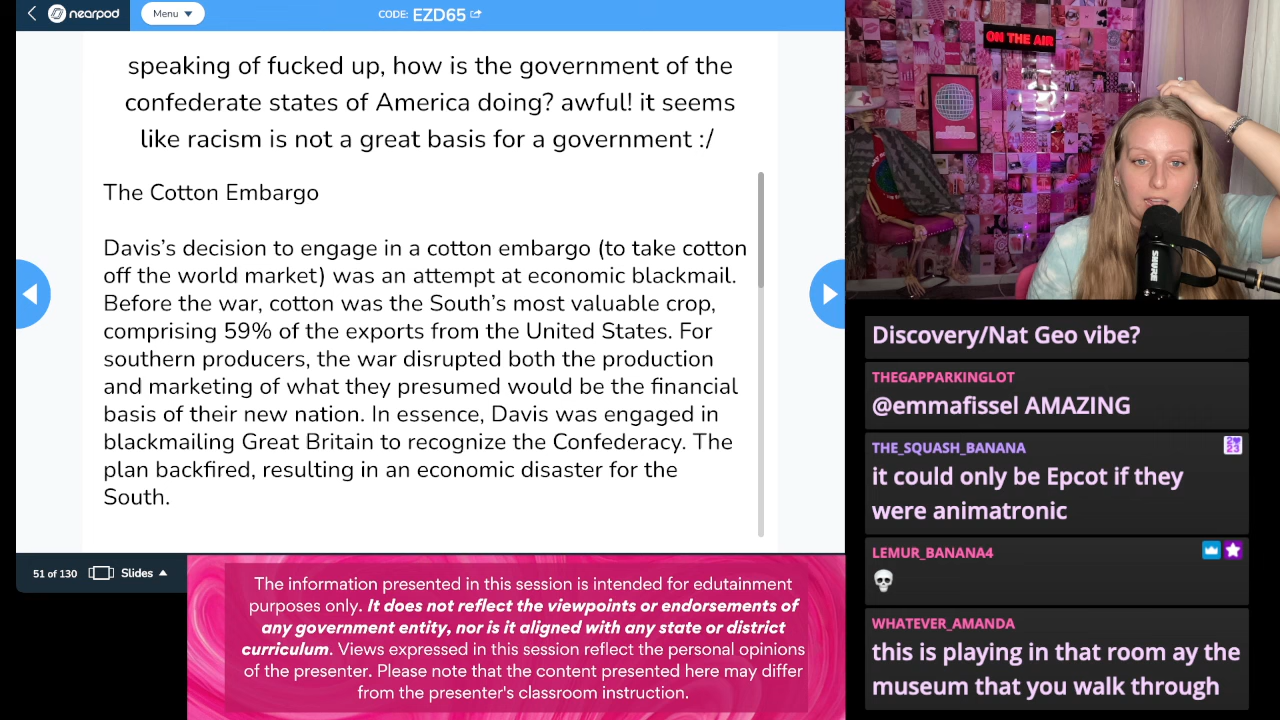 nearpod
Menu
CODE: EZD65
speaking of fucked up, how is the government of the
confederate states of America doing? awful! it seems
like racism is not a great basis for a government :/
The Cotton Embargo
Davis's decision to engage in a cotton embargo (to take cotton
off the world market) was an attempt at economic blackmail.
Before the war, cotton was the South's most valuable crop,
comprising 59% of the exports from the United States. For
southern producers, the war disrupted both the production
and marketing of what they presumed would be the financial
basis of their new nation. In essence, Davis was engaged in
blackmailing Great Britain to recognize the Confederacy. The
plan backfired, resulting in an economic disaster for the
South.
51 of 130
Slides
The information presented in this session is intended for edutainment
purposes only. It does not reflect the viewpoints or endorsements of
any government entity, nor is it aligned with any state or district
curriculum. Views expressed in this session reflect the personal opinions
of the presenter. Please note that the content presented here may differ
from the presenter's classroom instruction.
ON THE AIR
SHURE
Discovery/Nat Geo vibe?
THEGAPPARKINGLOT
@emmafissel AMAZING
THE_SQUASH_BANANA
2 23
it could only be Epcot if they
were animatronic
LEMUR_BANANA4
💀
WHATEVER_AMANDA
this is playing in that room ay the
museum that you walk through